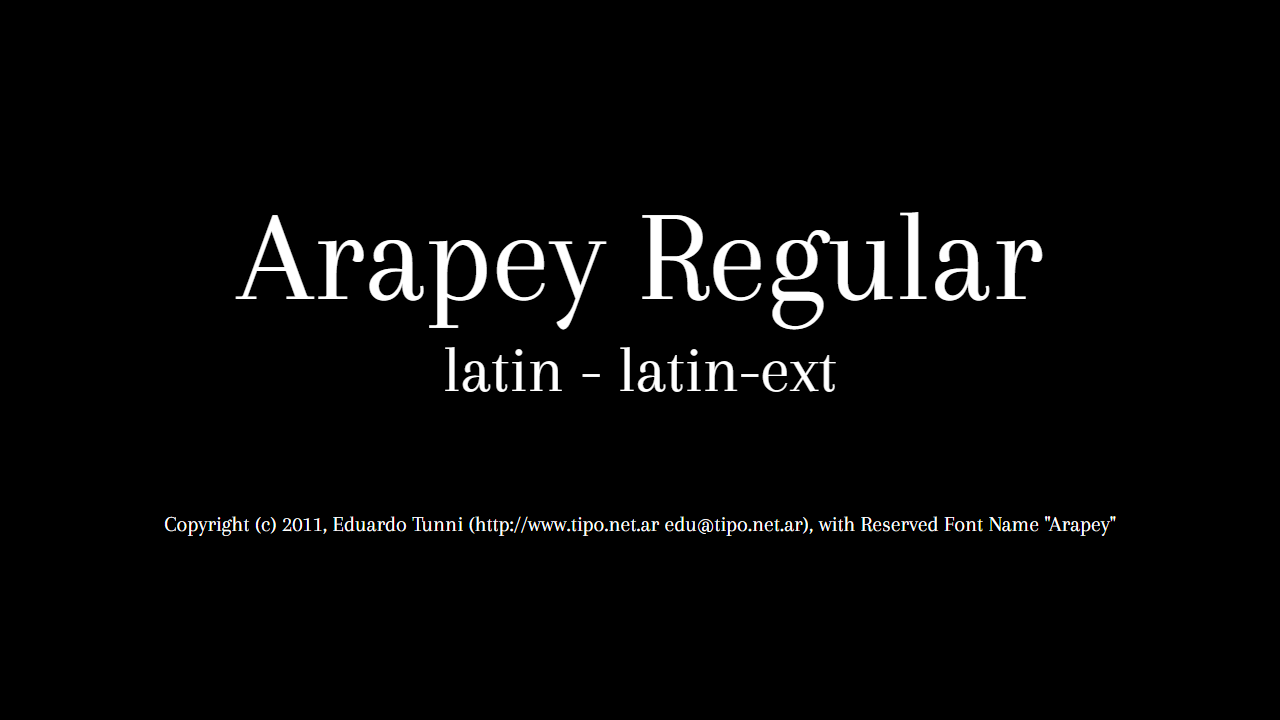 Arapey Regular
latin - latin-ext
Copyright (c) 2011, Eduardo Tunni (http://www.tipo.net.ar edu@tipo.net.ar), with Reserved Font Name "Arapey"